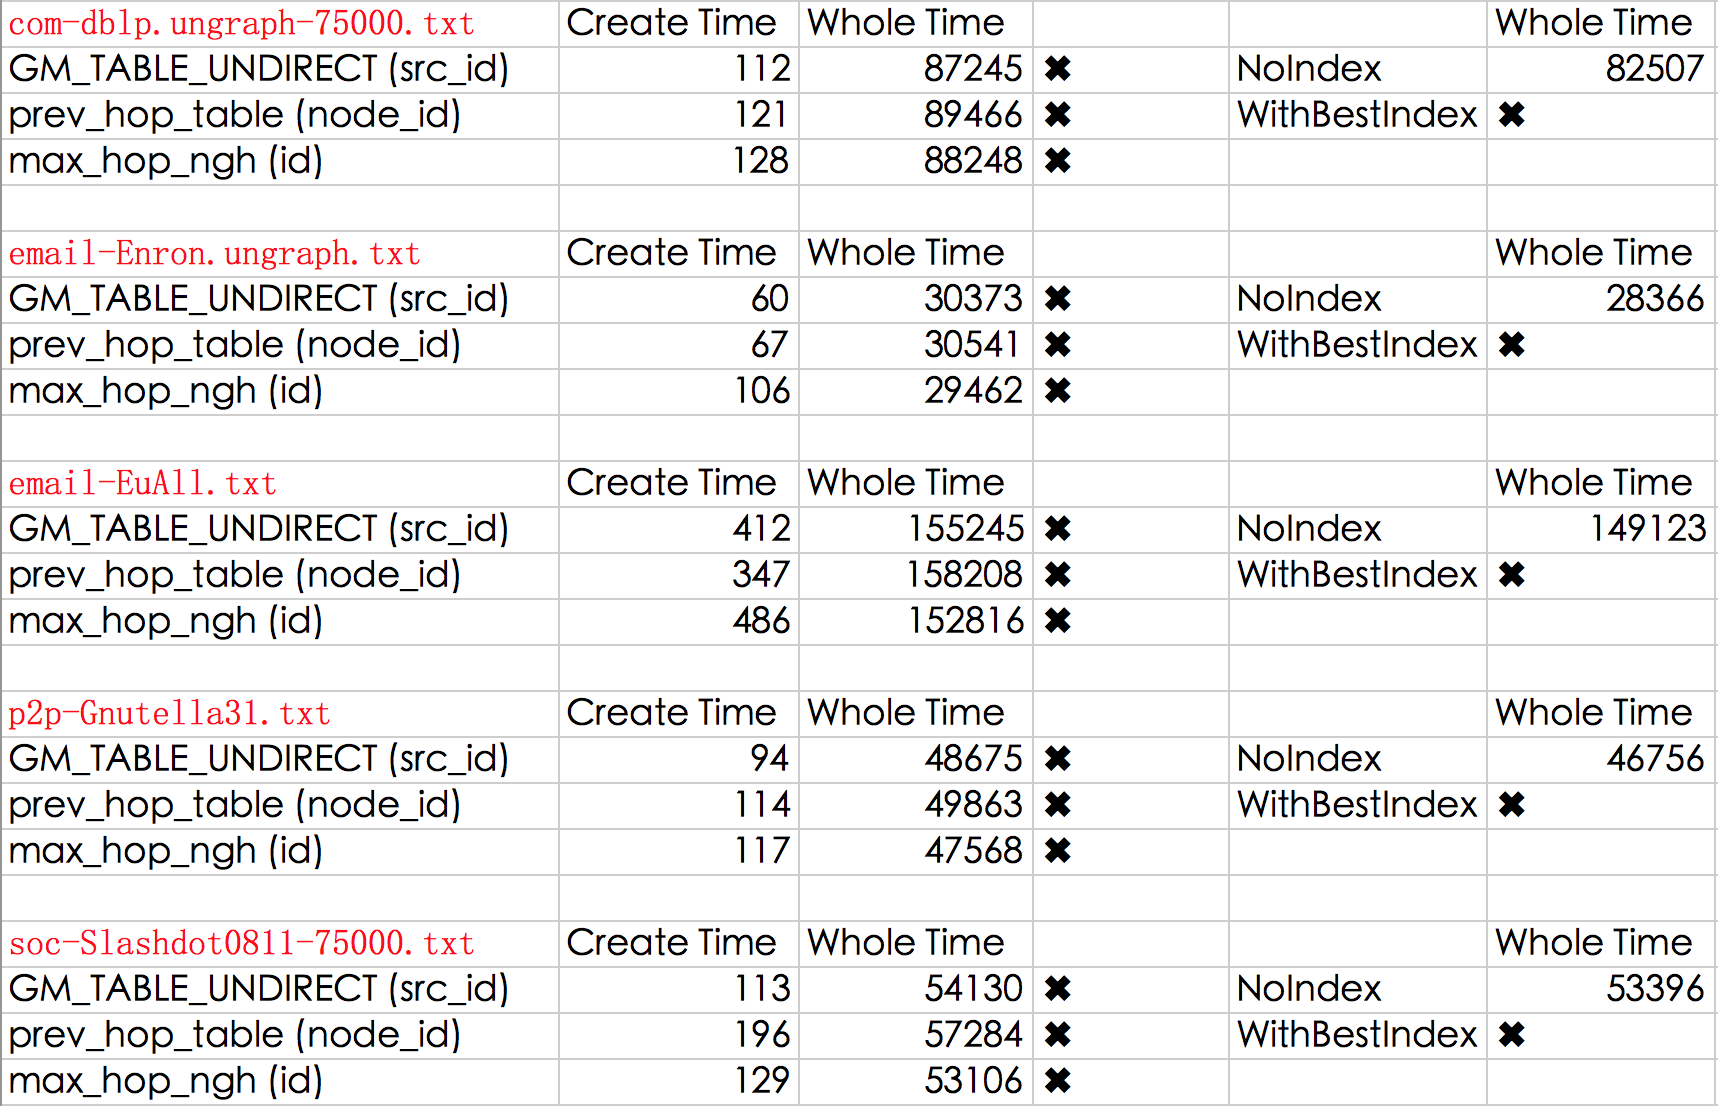 com-dblp.ungraph-75000.txt Create Time Whole Time Whole Time
GM_TABLE_UNDIRECT (src_id) 112 87245 ✖ NoIndex 82507
prev_hop_table (node_id) 121 89466 ✖ WithBestIndex ✖
max_hop_ngh (id) 128 88248 ✖
email-Enron.ungraph.txt Create Time Whole Time Whole Time
GM_TABLE_UNDIRECT (src_id) 60 30373 ✖ NoIndex 28366
prev_hop_table (node_id) 67 30541 ✖ WithBestIndex ✖
max_hop_ngh (id) 106 29462 ✖
email-EuAll.txt Create Time Whole Time Whole Time
GM_TABLE_UNDIRECT (src_id) 412 155245 ✖ NoIndex 149123
prev_hop_table (node_id) 347 158208 ✖ WithBestIndex ✖
max_hop_ngh (id) 486 152816 ✖
p2p-Gnutella31.txt Create Time Whole Time Whole Time
GM_TABLE_UNDIRECT (src_id) 94 48675 ✖ NoIndex 46756
prev_hop_table (node_id) 114 49863 ✖ WithBestIndex ✖
max_hop_ngh (id) 117 47568 ✖
soc-Slashdot0811-75000.txt Create Time Whole Time Whole Time
GM_TABLE_UNDIRECT (src_id) 113 54130 ✖ NoIndex 53396
prev_hop_table (node_id) 196 57284 ✖ WithBestIndex ✖
max_hop_ngh (id) 129 53106 ✖